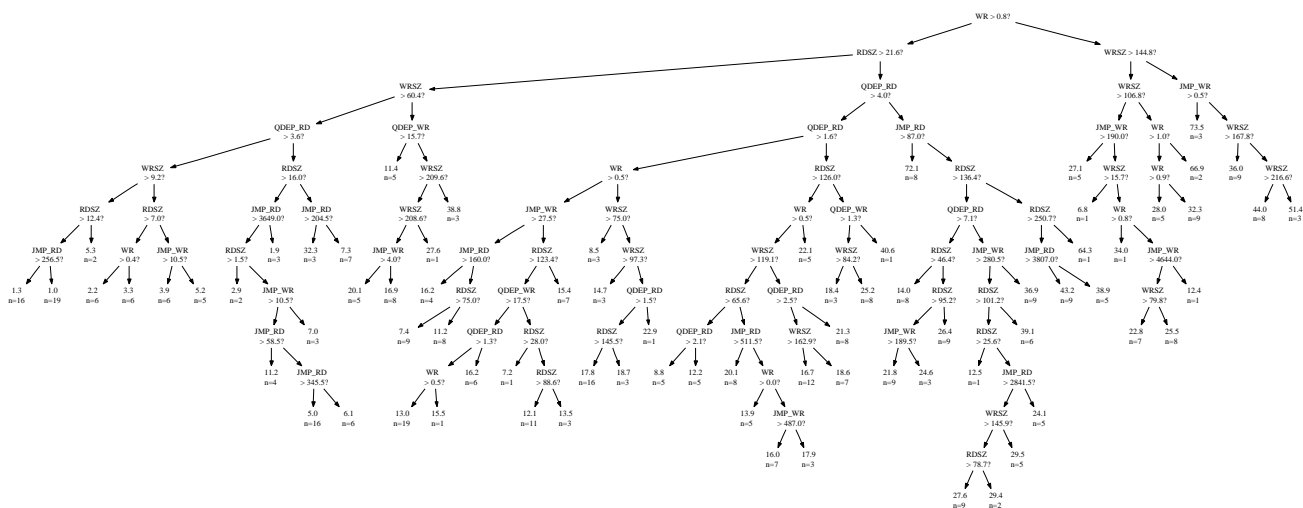 WR > 0.8?
RDSZ > 21.6? WRSZ > 144.8?
WRSZ QDEP_RD WRSZ JMP_WR
> 60.4? > 4.0? > 106.8? > 0.5?
QDEP_RD QDEP_WR QDEP_RD JMP_RD JMP_WR WR 73.5 WRSZ
> 3.6? > 15.7? > 1.6? > 87.0? > 190.0? > 1.0? n=3 > 167.8?
WRSZ RDSZ 11.4 WRSZ WR RDSZ 72.1 RDSZ 27.1 WRSZ WR 66.9 36.0 WRSZ
> 9.2? > 16.0? n=5 > 209.6? > 0.5? > 126.0? n=8 > 136.4? n=5 > 15.7? > 0.9? n=2 n=9 > 216.6?
RDSZ RDSZ JMP_RD JMP_RD WRSZ 38.8 JMP_WR WRSZ WR QDEP_WR QDEP_RD RDSZ 6.8 WR 28.0 32.3 44.0 51.4
> 12.4? > 7.0? > 3649.0? > 204.5? > 208.6? n=3 > 27.5? > 75.0? > 0.5? > 1.3? > 7.1? > 250.7? n=1 > 0.8? n=5 n=9 n=8 n=3
JMP_RD 5.3 WR JMP_WR RDSZ 1.9 32.3 7.3 JMP_WR 27.6 JMP_RD RDSZ 8.5 WRSZ WRSZ 22.1 WRSZ 40.6 RDSZ JMP_WR JMP_RD 64.3 34.0 JMP_WR
> 256.5? n=2 > 0.4? > 10.5? > 1.5? n=3 n=3 n=7 > 4.0? n=1 > 160.0? > 123.4? n=3 > 97.3? > 119.1? n=5 > 84.2? n=1 > 46.4? > 280.5? > 3807.0? n=1 n=1 > 4644.0?
1.3 1.0 2.2 3.3 3.9 5.2 2.9 JMP_WR 20.1 16.9 16.2 RDSZ QDEP_WR 15.4 14.7 QDEP_RD RDSZ QDEP_RD 18.4 25.2 14.0 RDSZ RDSZ 36.9 43.2 38.9 WRSZ 12.4
n=16 n=19 n=6 n=6 n=6 n=5 n=2 > 10.5? n=5 n=8 n=4 > 75.0? > 17.5? n=7 n=3 > 1.5? > 65.6? > 2.5? n=3 n=8 n=8 > 95.2? > 101.2? n=9 n=9 n=5 > 79.8? n=1
JMP_RD 7.0 7.4 11.2 QDEP_RD RDSZ RDSZ 22.9 QDEP_RD JMP_RD WRSZ 21.3 JMP_WR 26.4 RDSZ 39.1 22.8 25.5
> 58.5? n=3 n=9 n=8 > 1.3? > 28.0? > 145.5? n=1 > 2.1? > 511.5? > 162.9? n=8 > 189.5? n=9 > 25.6? n=6 n=7 n=8
11.2 JMP_RD WR 16.2 7.2 RDSZ 17.8 18.7 8.8 12.2 20.1 WR 16.7 18.6 21.8 24.6 12.5 JMP_RD
n=4 > 345.5? > 0.5? n=6 n=1 > 88.6? n=16 n=3 n=5 n=5 n=8 > 0.0? n=12 n=7 n=9 n=3 n=1 > 2841.5?
5.0 6.1 13.0 15.5 12.1 13.5 13.9 JMP_WR WRSZ 24.1
n=16 n=6 n=19 n=1 n=11 n=3 n=5 > 487.0? > 145.9? n=5
16.0 17.9 RDSZ 29.5
n=7 n=3 > 78.7? n=5
27.6 29.4
n=9 n=2